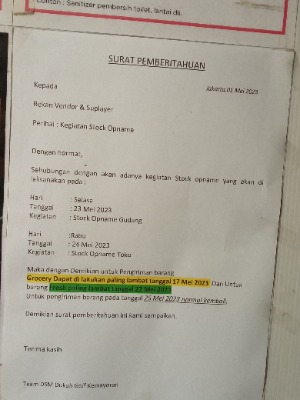 Contoh : Sanitizer pembersih toilet, lantai dll.
SURAT PEMBERITAHUAN
Jakarta, 01 Mei 2023
Kepada
Rekan Vendor & Suplayer
Perihal : Kegiatan Stock Opname
Dengan hormat,
Sehubungan dengan akan adanya kegiatan Stock opname yang akan di
laksanakan pada :
Hari : Selasa
Tanggal : 23 Mei 2023
Kegiatan : Stock Opname Gudang
Hari : Rabu
Tanggal : 24 Mei 2023
Kegiatan : Stock Opname Toko
Maka dengan Demikian untuk Pengiriman barang
Grocery Dapat di lakukan paling lambat tanggal 17 Mei 2023 Dan Untuk
barang Fresh paling lambat tanggal 22 Mei 2023
Untuk pengiriman barang pada tanggal 25 Mei 2023 normal kembali.
Demikian surat pemberitahuan ini kami sampaikan.
Terima kasih
Team DSM